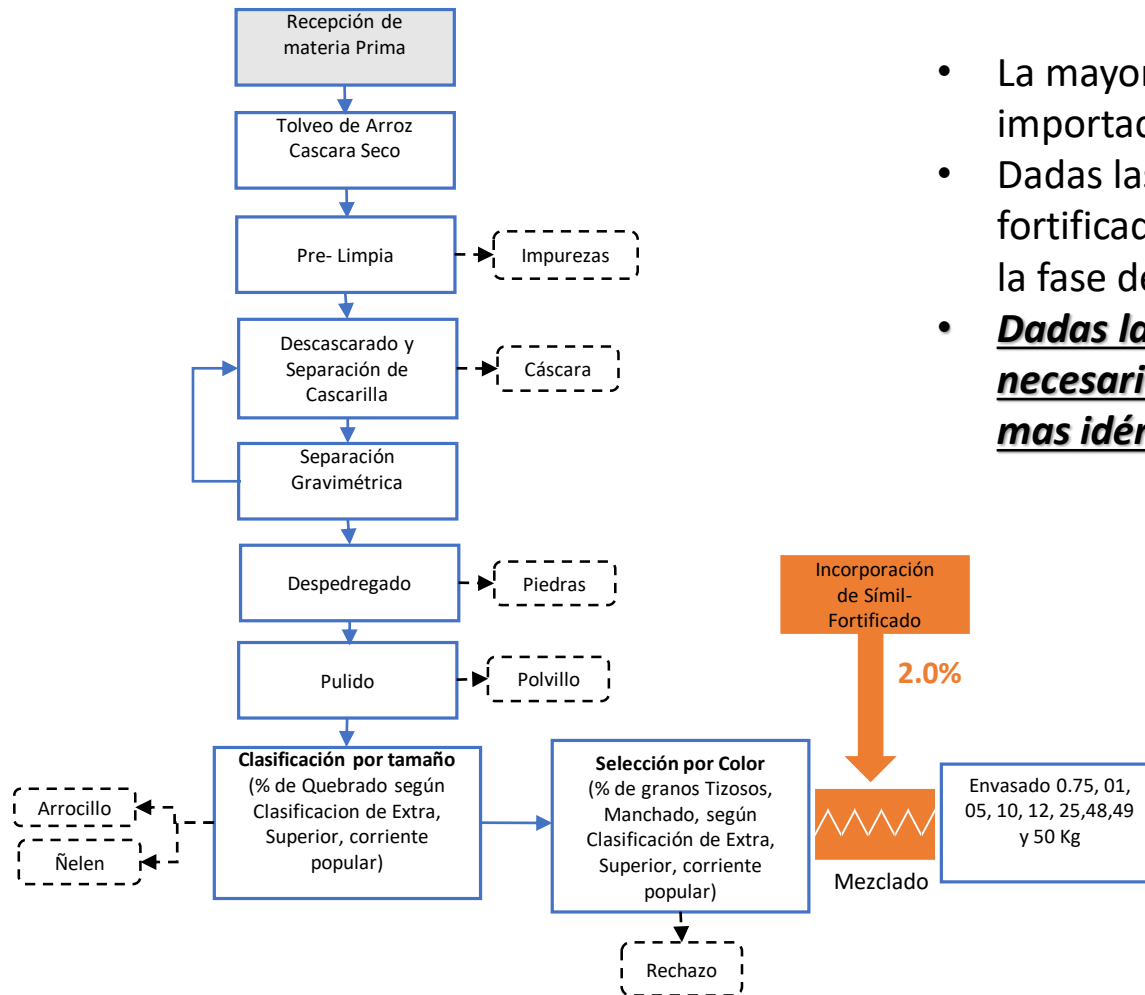 Recepción de
materia Prima
Tolveo de Arroz
Cascara Seco
Pre- Limpia
Impurezas
Descascarado y
Separación de
Cascarilla
Cáscara
Separación
Gravimétrica
Despedregado
Piedras
Pulido
Polvillo
Clasificación por tamaño
(% de Quebrado según
Clasificacion de Extra,
Superior, corriente
popular)
Arrocillo
Ñelen
Selección por Color
(% de granos Tizosos,
Manchado, según
Clasificación de Extra,
Superior, corriente
popular)
Rechazo
Incorporación
de Símil-
Fortificado
2.0%
Mezclado
Envasado 0.75, 01,
05, 10, 12, 25,48,49
y 50 Kg
• La mayor
importad
• Dadas las
fortificad
la fase de
• Dadas la
necesari
mas idén